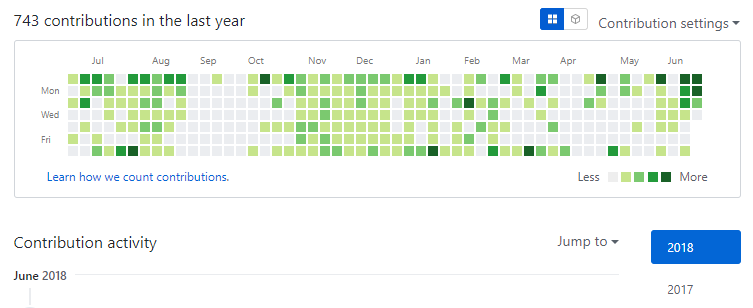 743 contributions in the last year
Contribution settings
Jul Aug Sep Oct Nov Dec Jan Feb Mar Apr May Jun
Mon
Wed
Fri
Learn how we count contributions.
Less More
Contribution activity
Jump to
2018
June 2018
2017